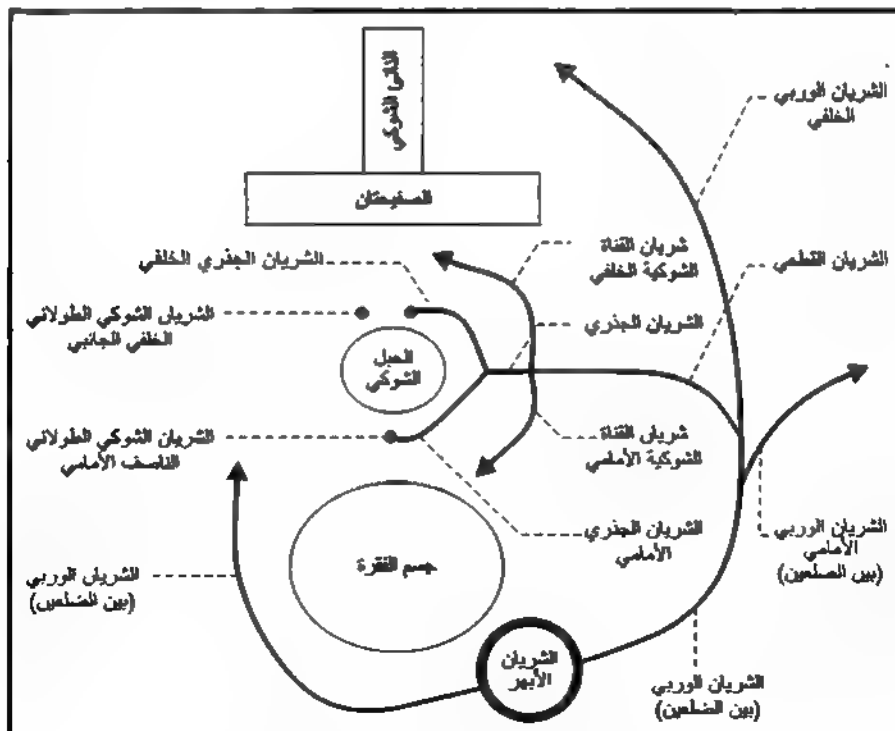 الناتئ الشوكي
الصفيحتان
الشريان الوربي
الخلفي
شريان القناة
الشوكية الخلفي
الشريان القطعي
الشريان الجذري الخلفي
الشريان الشوكي الطولاني
الخلفي الجانبي
الشريان الجذري
الحبل
الشوكي
الشريان الشوكي الطولاني
الناصف الأمامي
شريان القناة
الشوكية الأمامي
الشريان الجذري
الأمامي
الشريان الوربي
الأمامي
(بين الضلعين)
جسم الفقرة
الشريان الوربي
(بين الضلعين)
الشريان
الأبهر
الشريان الوربي
(بين الضلعين)